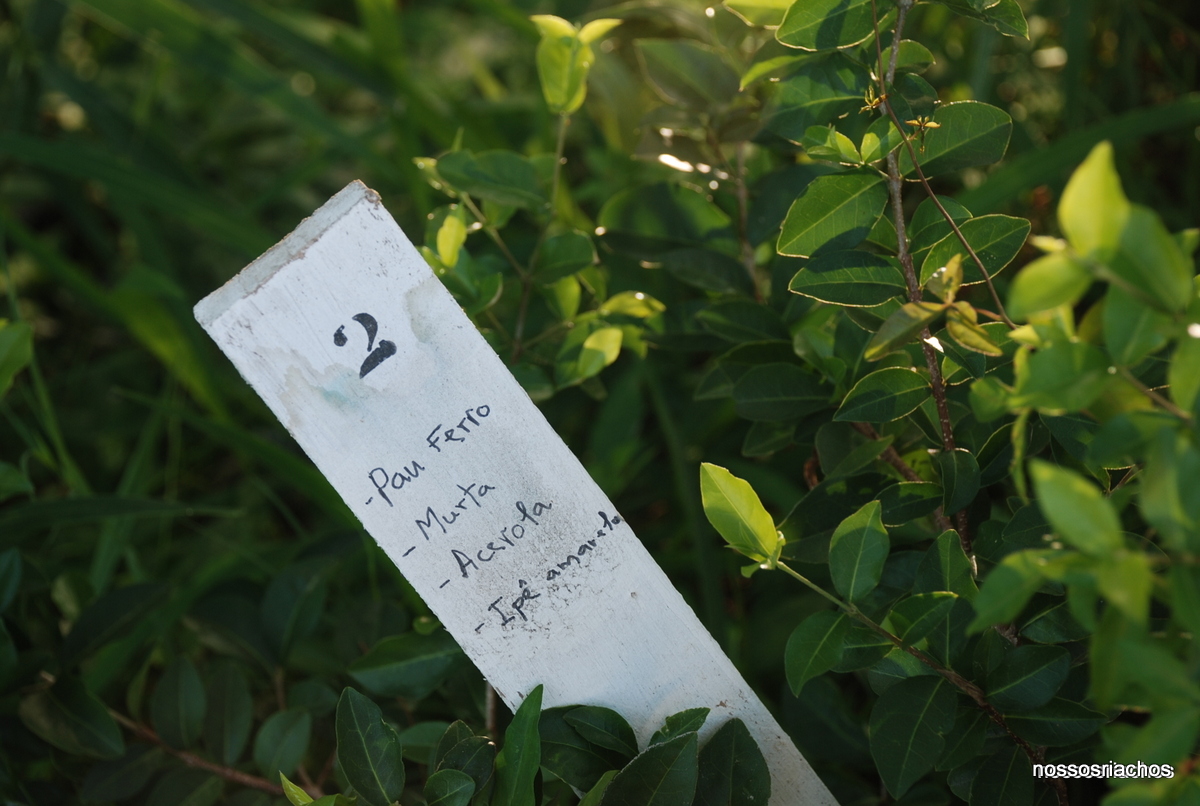 2
- Pau Ferro
- Murta
- Acerola
- Ipê amarelo
nossosriachos